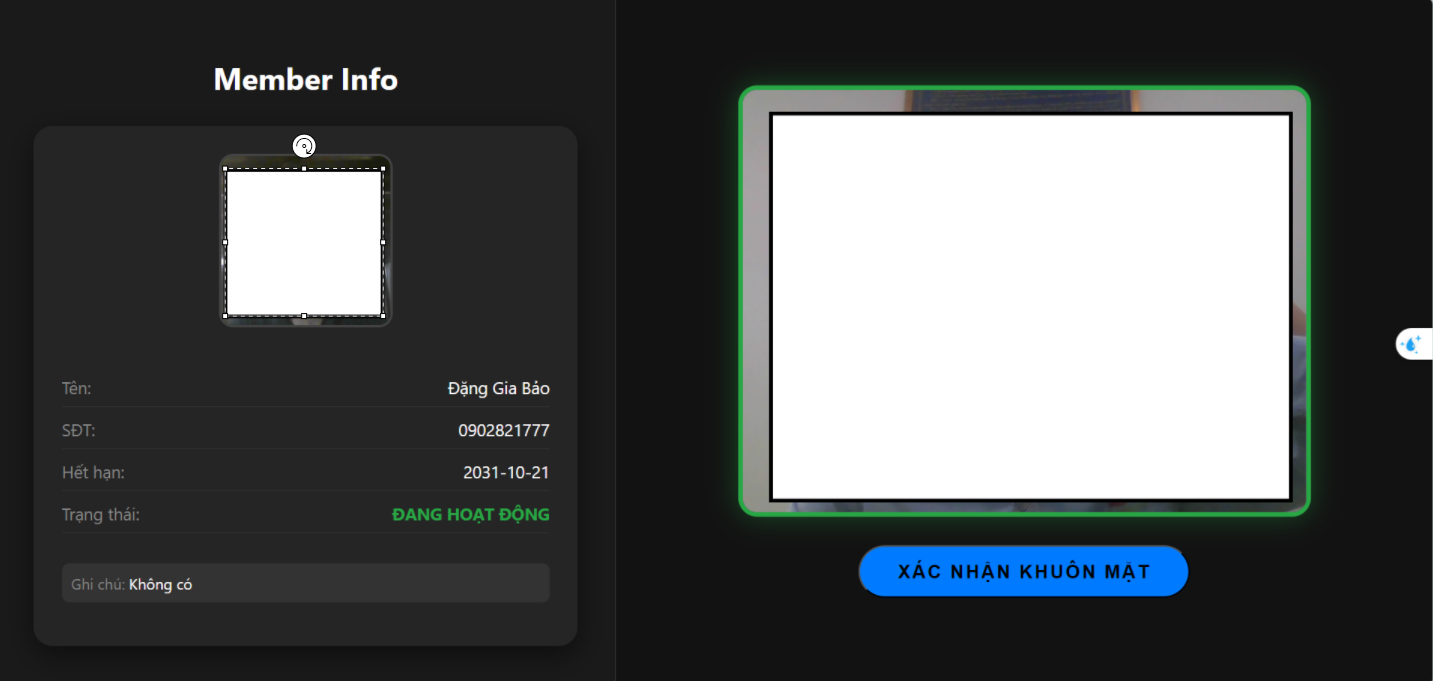 Member Info
Tên: Đặng Gia Bảo
SĐT: 0902821777
Hết hạn: 2031-10-21
Trạng thái: ĐANG HOẠT ĐỘNG
Ghi chú: Không có
XÁC NHẬN KHUÔN MẶT